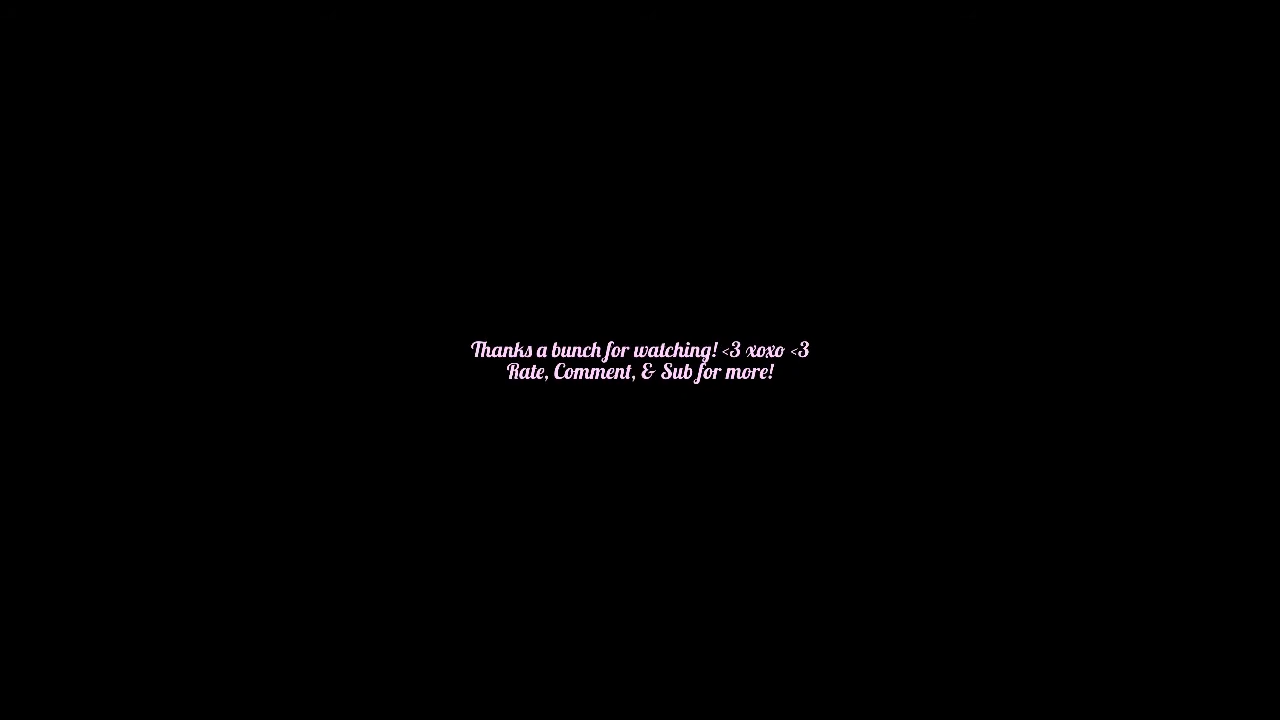 Thanks a bunch for watching! <3 xoxo <3
Rate, Comment, & Sub for more!